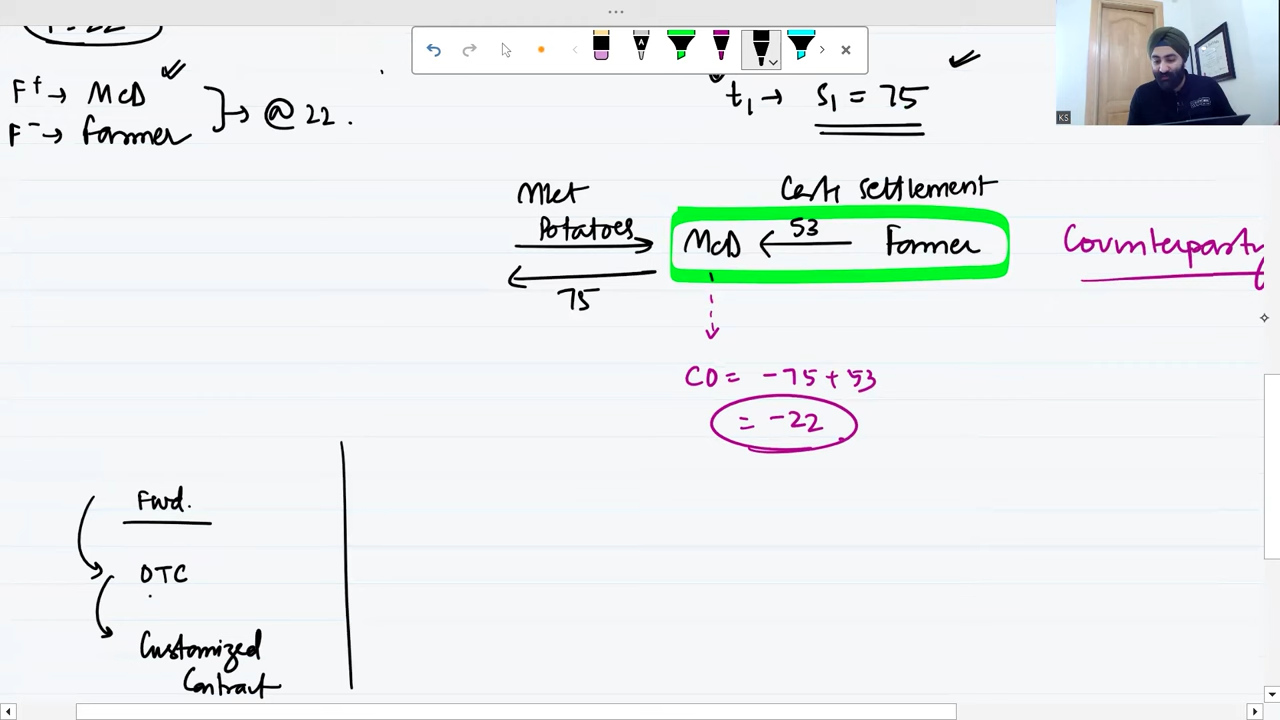 F⁺ → McD
F⁻ → Farmer
@ 22.
t₁ → S₁ = 75
Mkt
Potatoes
75
Cash settlement
McD ← 53 Farmer
Counterparty
CO = -75 + 53
= -22
Fwd.
OTC
Customized
Contract
KS